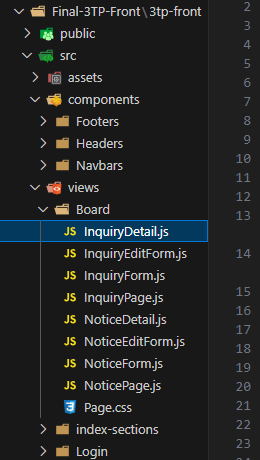 Final-3TP-Front\3tp-front
public
src
assets
components
Footers
Headers
Navbars
views
Board
JS InquiryDetail.js
JS InquiryEditForm.js
JS InquiryForm.js
JS InquiryPage.js
JS NoticeDetail.js
JS NoticeEditForm.js
JS NoticeForm.js
JS NoticePage.js
Page.css
index-sections
Login
2
3
4
5
6
7
8
9
10
11
12
13
14
15
16
17
18
19
20
21
22
23